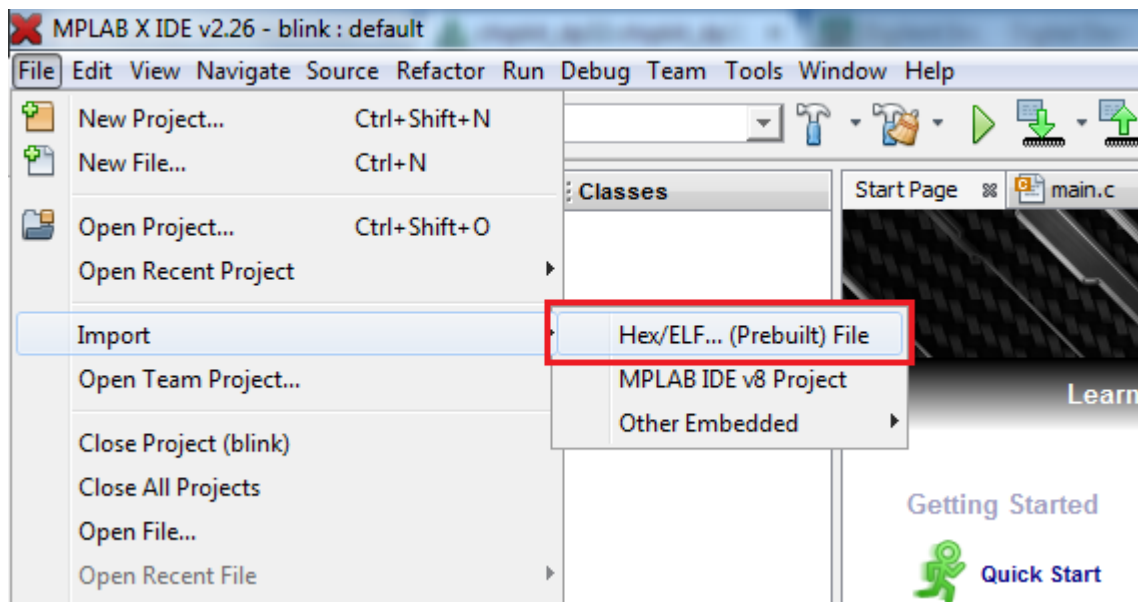 MPLAB X IDE v2.26 - blink : default
File Edit View Navigate Source Refactor Run Debug Team Tools Window Help
New Project... Ctrl+Shift+N
New File... Ctrl+N
Classes
Start Page main.c
Open Project... Ctrl+Shift+O
Open Recent Project
Import
Hex/ELF... (Prebuilt) File
Open Team Project...
MPLAB IDE v8 Project
Learn
Other Embedded
Close Project (blink)
Close All Projects
Open File...
Open Recent File
Getting Started
Quick Start